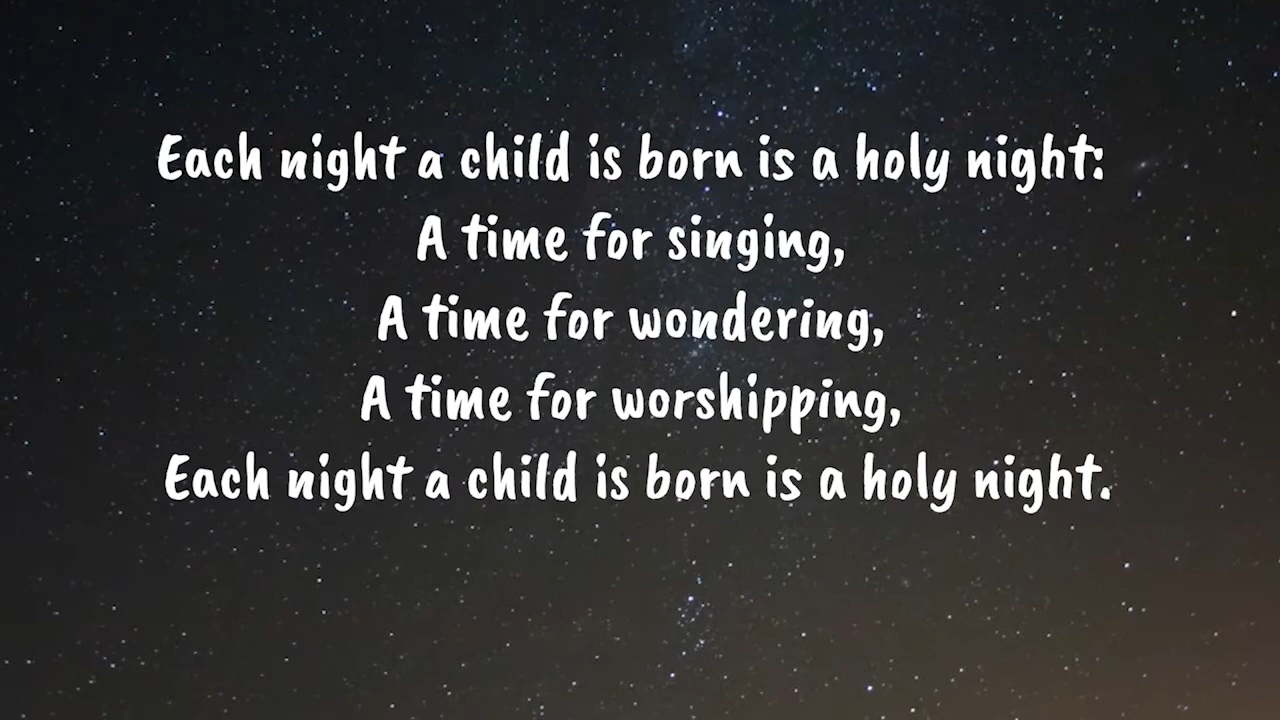 Each night a child is born is a holy night:
A time for singing,
A time for wondering,
A time for worshipping,
Each night a child is born is a holy night.